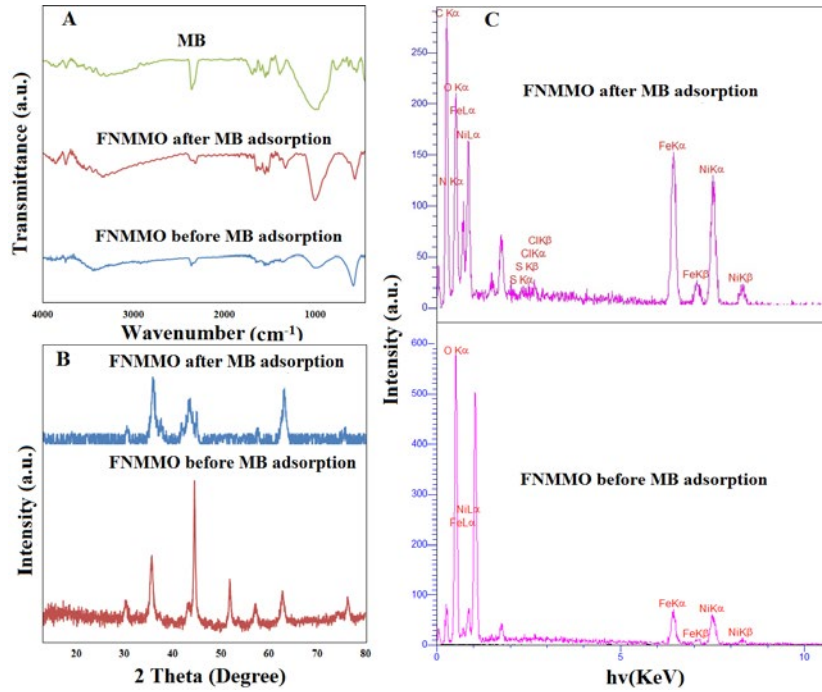 A
MB
FNMMO after MB adsorption
FNMMO before MB adsorption
Transmittance (a.u.)
4000 3000 2000 1000
Wavenumber (cm⁻¹)
B
FNMMO after MB adsorption
FNMMO before MB adsorption
Intensity (a.u.)
20 30 40 50 60 70 80
2 Theta (Degree)
C
FNMMO after MB adsorption
250
200
150
100
50
0
C Kα
O Kα
FeLα
NiLα
N Kα
ClKβ
ClKα
S Kβ
S Kα
FeKα
NiKα
FeKβ
NiKβ
Intensity (a.u.)
FNMMO before MB adsorption
600
500
400
300
200
100
0
O Kα
NiLα
FeLα
FeKα
NiKα
FeKβ
NiKβ
0 5 10
hv(KeV)